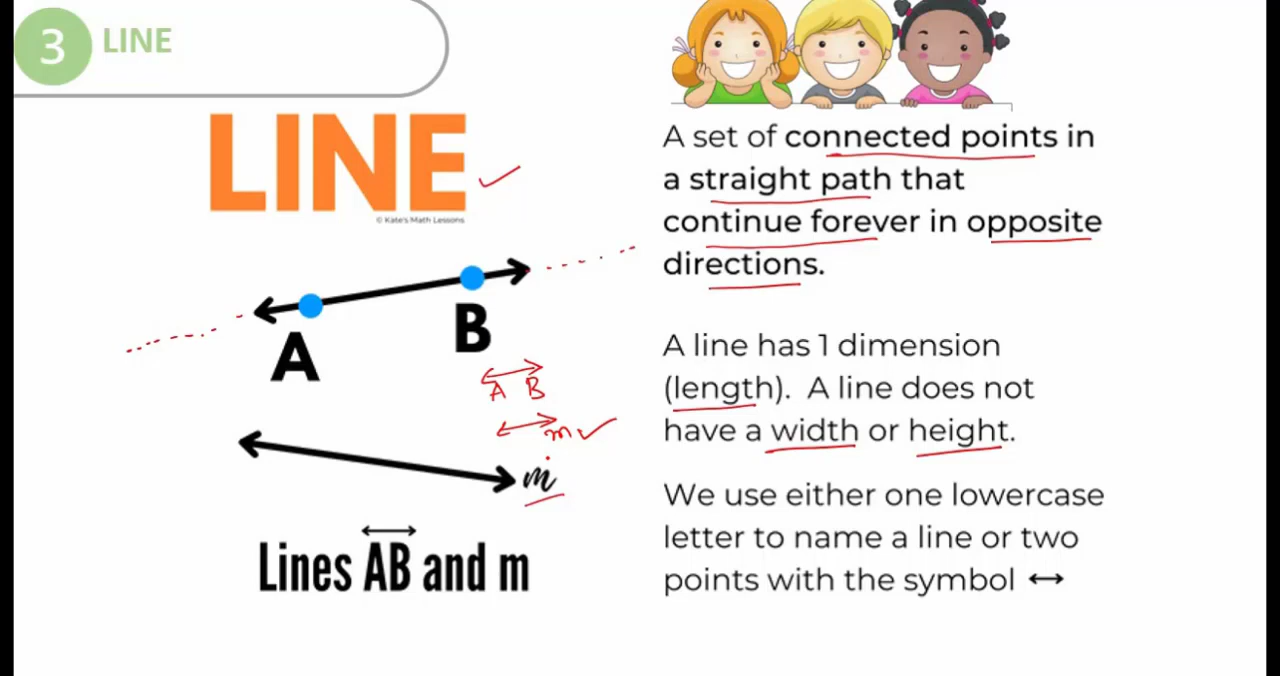 3 LINE
LINE
© Kate's Math Lessons
A B
A B
m
m
Lines AB and m
A set of connected points in
a straight path that
continue forever in opposite
directions.
A line has 1 dimension
(length). A line does not
have a width or height.
We use either one lowercase
letter to name a line or two
points with the symbol ↔